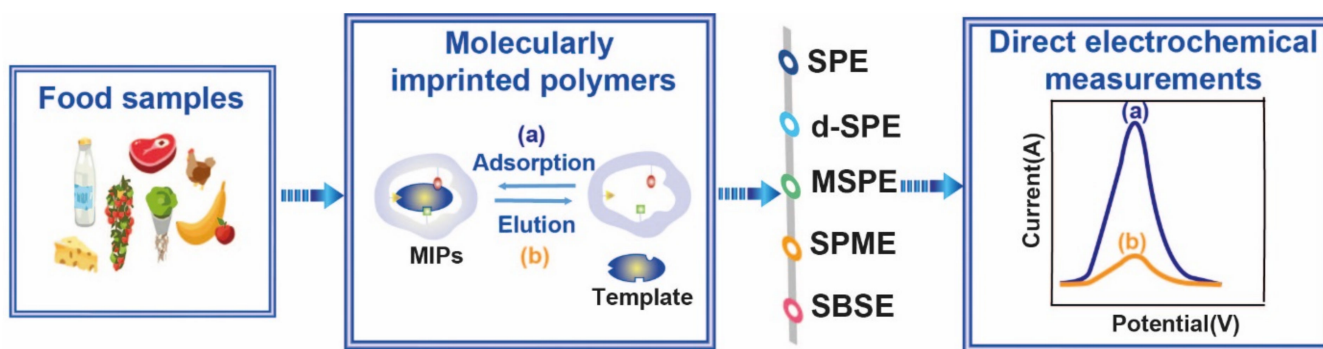 Food samples
Molecularly
imprinted polymers
(a)
Adsorption
Elution
(b)
MIPs
Template
SPE
d-SPE
MSPE
SPME
SBSE
Direct electrochemical
measurements
(a)
(b)
Current(A)
Potential(V)